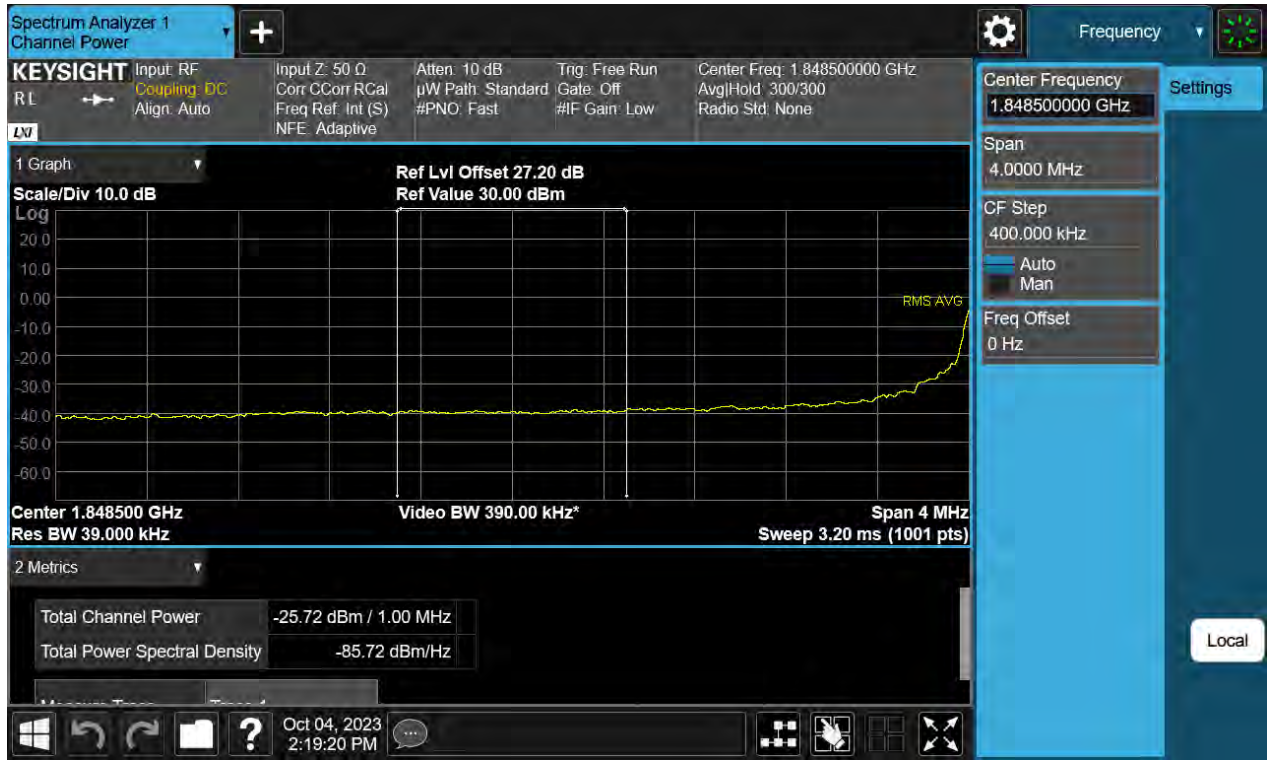 Spectrum Analyzer 1
Channel Power
Frequency
KEYSIGHT
RL
LXI
Input: RF
Coupling: DC
Align: Auto
Input Z: 50 Ω
Corr CCorr RCal
Freq Ref: Int (S)
NFE: Adaptive
Atten: 10 dB
µW Path: Standard
#PNO: Fast
Trig: Free Run
Gate: Off
#IF Gain: Low
Center Freq: 1.848500000 GHz
Avg|Hold: 300/300
Radio Std: None
1 Graph
Scale/Div 10.0 dB
Ref Lvl Offset 27.20 dB
Ref Value 30.00 dBm
Log
20.0
10.0
0.00
-10.0
-20.0
-30.0
-40.0
-50.0
-60.0
RMS AVG
Center 1.848500 GHz
Video BW 390.00 kHz*
Span 4 MHz
Res BW 39.000 kHz
Sweep 3.20 ms (1001 pts)
2 Metrics
Total Channel Power -25.72 dBm / 1.00 MHz
Total Power Spectral Density -85.72 dBm/Hz
Oct 04, 2023
2:19:20 PM
Center Frequency
1.848500000 GHz
Settings
Span
4.0000 MHz
CF Step
400.000 kHz
Auto
Man
Freq Offset
0 Hz
Local